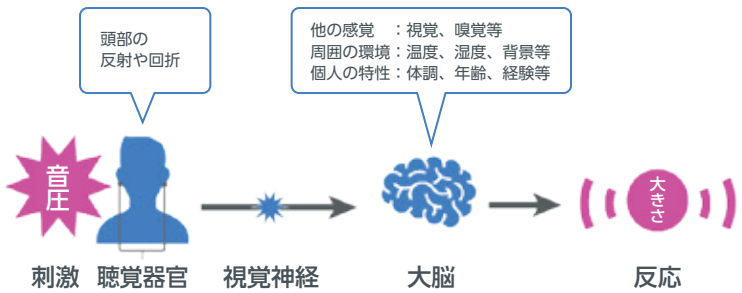 頭部の
反射や回折
他の感覚　：視覚、嗅覚等
周囲の環境：温度、湿度、背景等
個人の特性：体調、年齢、経験等
音圧
大きさ
刺激
聴覚器官
視覚神経
大脳
反応